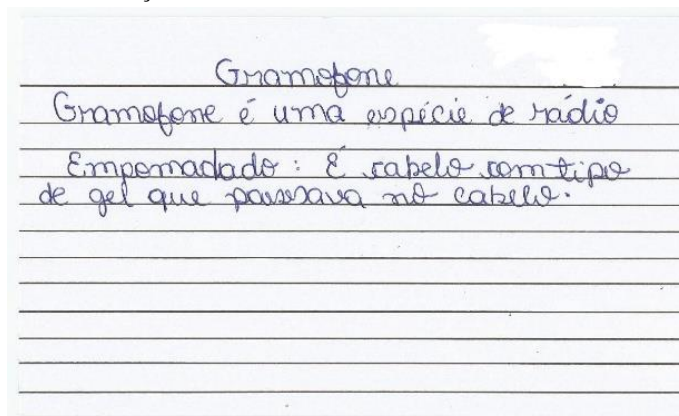 Gramofone
Gramofone é uma espécie de rádio
Empomadado: É cabelo com tipo
de gel que passava no cabelo.